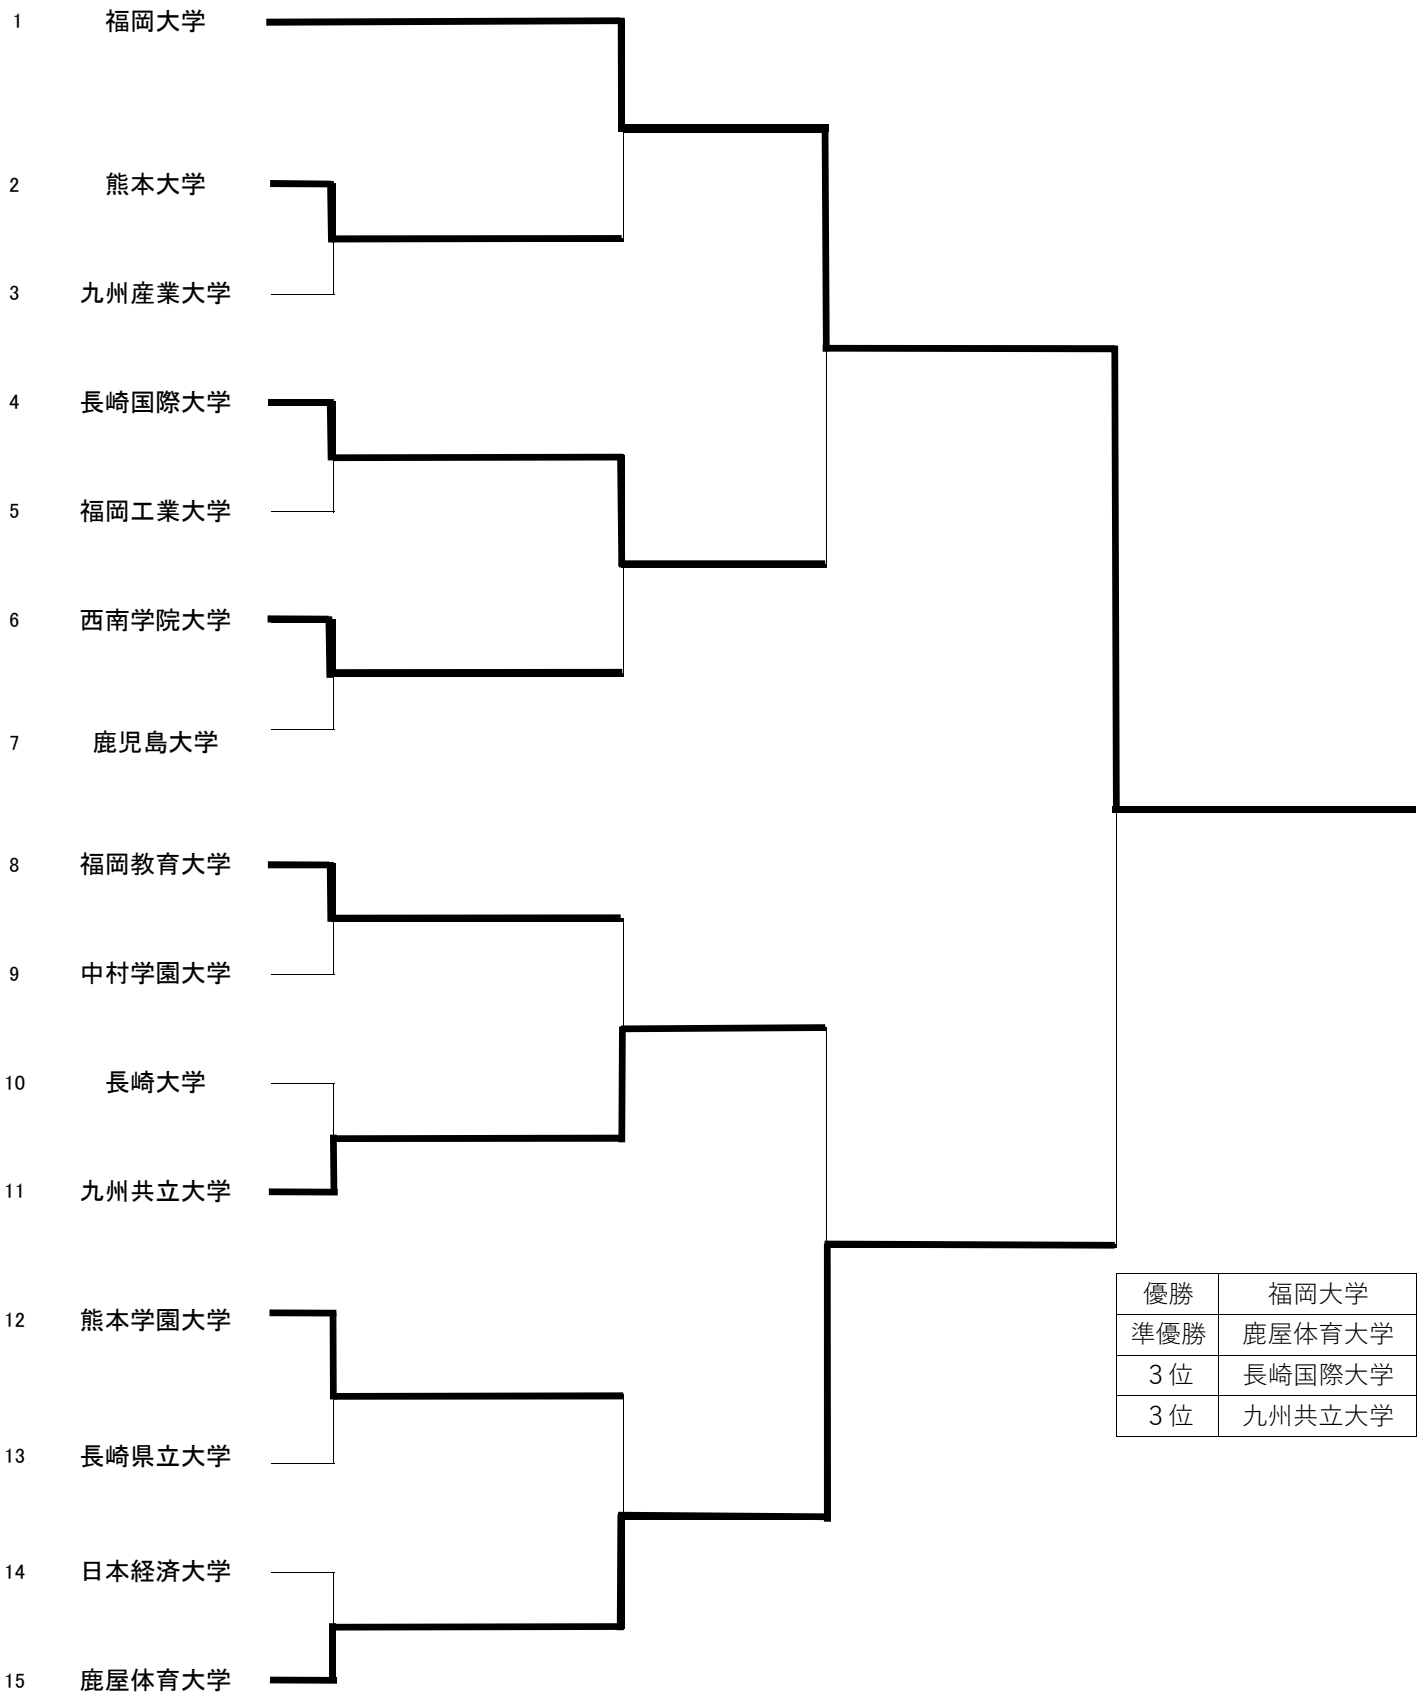 1 福岡大学
2 熊本大学
3 九州産業大学
4 長崎国際大学
5 福岡工業大学
6 西南学院大学
7 鹿児島大学
8 福岡教育大学
9 中村学園大学
10 長崎大学
11 九州共立大学
12 熊本学園大学
13 長崎県立大学
14 日本経済大学
15 鹿屋体育大学
優勝 福岡大学
準優勝 鹿屋体育大学
３位 長崎国際大学
３位 九州共立大学